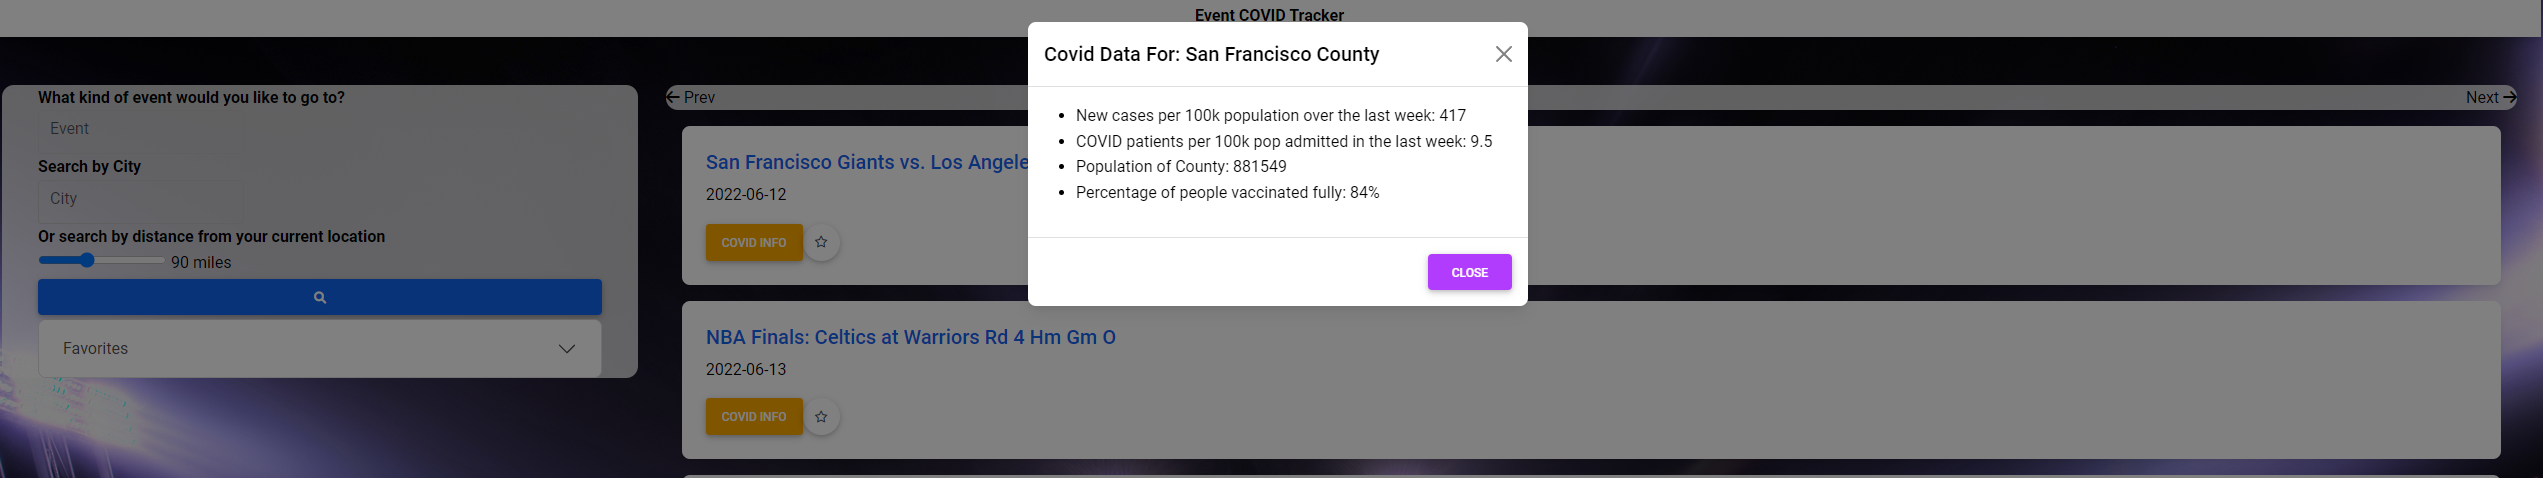 Event COVID Tracker
Covid Data For: San Francisco County
New cases per 100k population over the last week: 417
COVID patients per 100k pop admitted in the last week: 9.5
Population of County: 881549
Percentage of people vaccinated fully: 84%
CLOSE
What kind of event would you like to go to?
Event
Search by City
City
Or search by distance from your current location
90 miles
Favorites
Prev
Next
San Francisco Giants vs. Los Angele
2022-06-12
COVID INFO
NBA Finals: Celtics at Warriors Rd 4 Hm Gm O
2022-06-13
COVID INFO